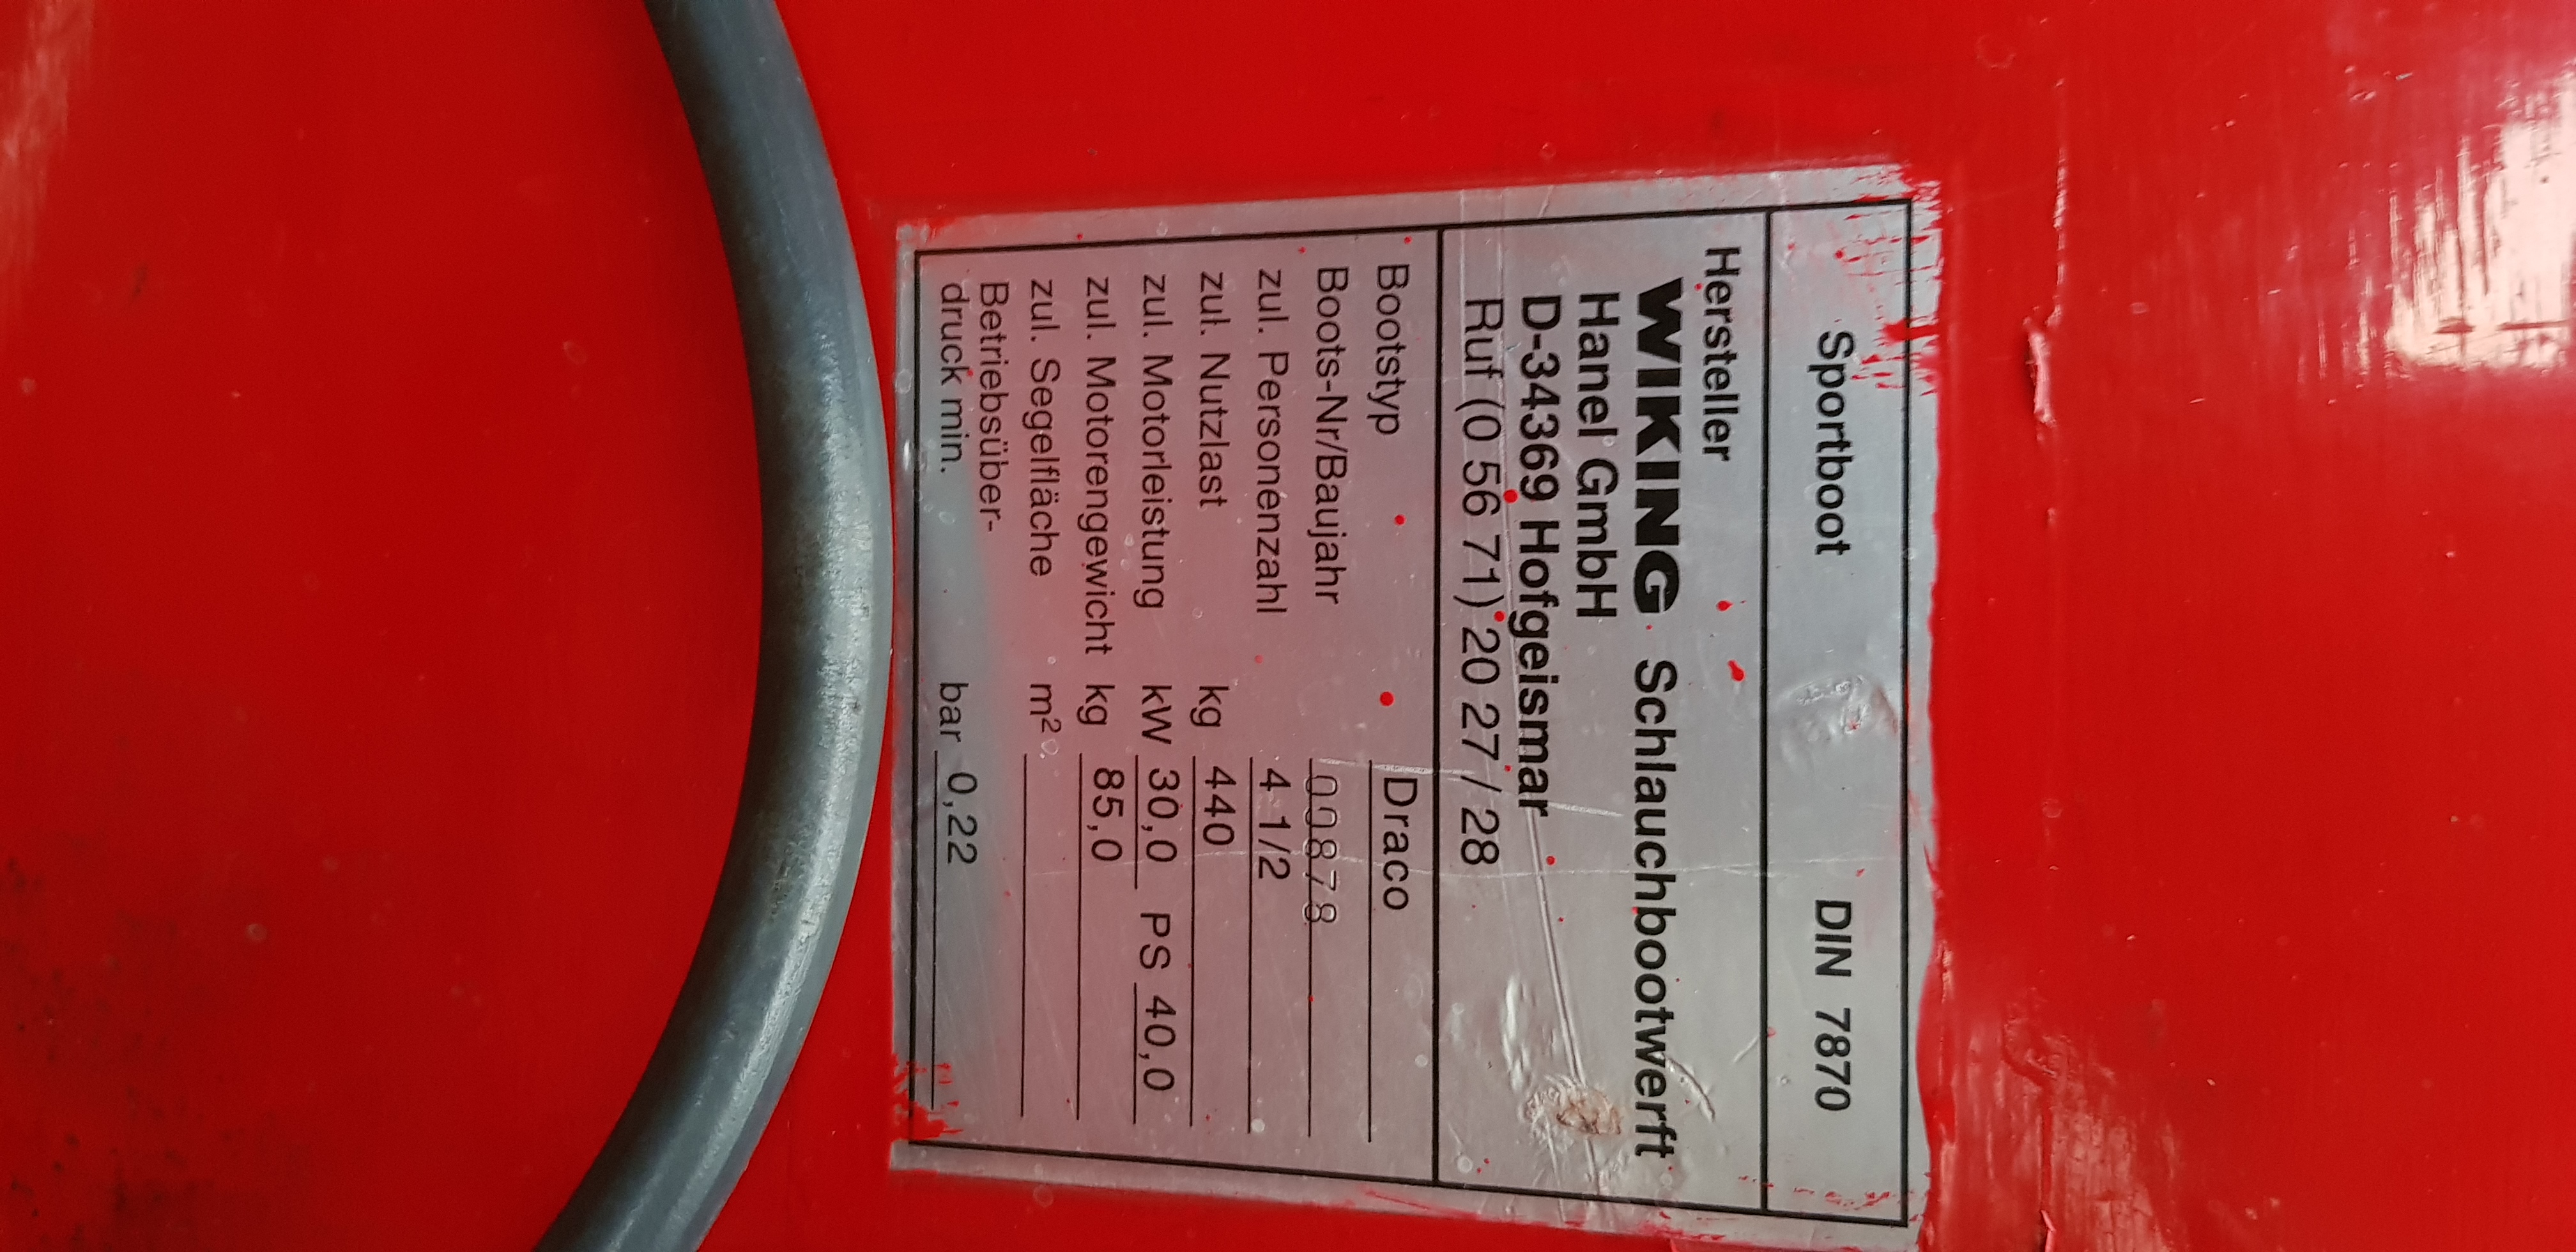 Sportboot DIN 7870
Hersteller
WIKING Schlauchbootwerft
Hanel GmbH
D-34369 Hofgeismar
Ruf (0 56 71) 20 27 / 28
Bootstyp Draco
Boots-Nr/Baujahr 098878
zul. Personenzahl 4 1/2
zul. Nutzlast kg 440
zul. Motorleistung kW 30,0 PS 40,0
zul. Motorengewicht kg 85,0
zul. Segelfläche m²
Betriebsüber-
druck min. bar 0,22